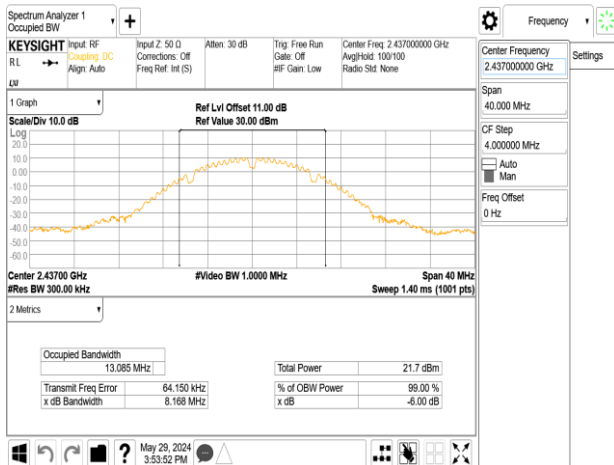 Spectrum Analyzer 1
Occupied BW
+
Frequency
KEYSIGHT
R L
Input: RF
Coupling: DC
Align: Auto
Input Z: 50 Ω
Corrections: Off
Freq Ref: Int (S)
Atten: 30 dB
Trig: Free Run
Gate: Off
#IF Gain: Low
Center Freq: 2.437000000 GHz
Avg|Hold: 100/100
Radio Std: None
LXI
Center Frequency
2.437000000 GHz
Settings
Span
40.000 MHz
CF Step
4.000000 MHz
Auto
Man
Freq Offset
0 Hz
1 Graph
Scale/Div 10.0 dB
Ref Lvl Offset 11.00 dB
Ref Value 30.00 dBm
Log
20.0
10.0
0.00
-10.0
-20.0
-30.0
-40.0
-50.0
-60.0
Center 2.43700 GHz
#Res BW 300.00 kHz
#Video BW 1.0000 MHz
Span 40 MHz
Sweep 1.40 ms (1001 pts)
2 Metrics
Occupied Bandwidth
13.085 MHz
Transmit Freq Error 64.150 kHz
x dB Bandwidth 8.168 MHz
Total Power 21.7 dBm
% of OBW Power 99.00 %
x dB -6.00 dB
?
May 29, 2024
3:53:52 PM